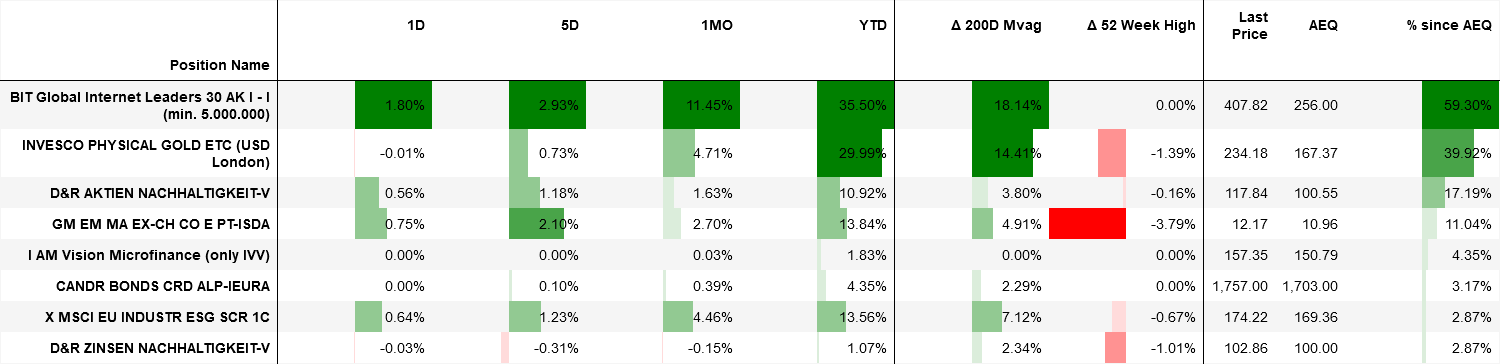 Position Name 1D 5D 1MO YTD Δ 200D Mvag Δ 52 Week High Last Price AEQ % since AEQ
BIT Global Internet Leaders 30 AK I - I (min. 5.000.000) 1.80% 2.93% 11.45% 35.50% 18.14% 0.00% 407.82 256.00 59.30%
INVESCO PHYSICAL GOLD ETC (USD London) -0.01% 0.73% 4.71% 29.99% 14.41% -1.39% 234.18 167.37 39.92%
D&R AKTIEN NACHHALTIGKEIT-V 0.56% 1.18% 1.63% 10.92% 3.80% -0.16% 117.84 100.55 17.19%
GM EM MA EX-CH CO E PT-ISDA 0.75% 2.10% 2.70% 13.84% 4.91% -3.79% 12.17 10.96 11.04%
I AM Vision Microfinance (only IVV) 0.00% 0.00% 0.03% 1.83% 0.00% 0.00% 157.35 150.79 4.35%
CANDR BONDS CRD ALP-IEURA 0.00% 0.10% 0.39% 4.35% 2.29% 0.00% 1,757.00 1,703.00 3.17%
X MSCI EU INDUSTR ESG SCR 1C 0.64% 1.23% 4.46% 13.56% 7.12% -0.67% 174.22 169.36 2.87%
D&R ZINSEN NACHHALTIGKEIT-V -0.03% -0.31% -0.15% 1.07% 2.34% -1.01% 102.86 100.00 2.87%